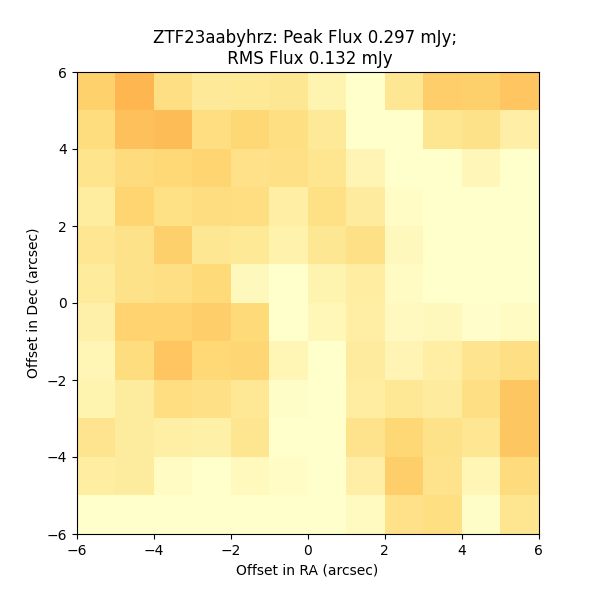 ZTF23aabyhrz: Peak Flux 0.297 mJy;
RMS Flux 0.132 mJy
6
4
2
0
−2
−4
−6
Offset in Dec (arcsec)
−6 −4 −2 0 2 4 6
Offset in RA (arcsec)